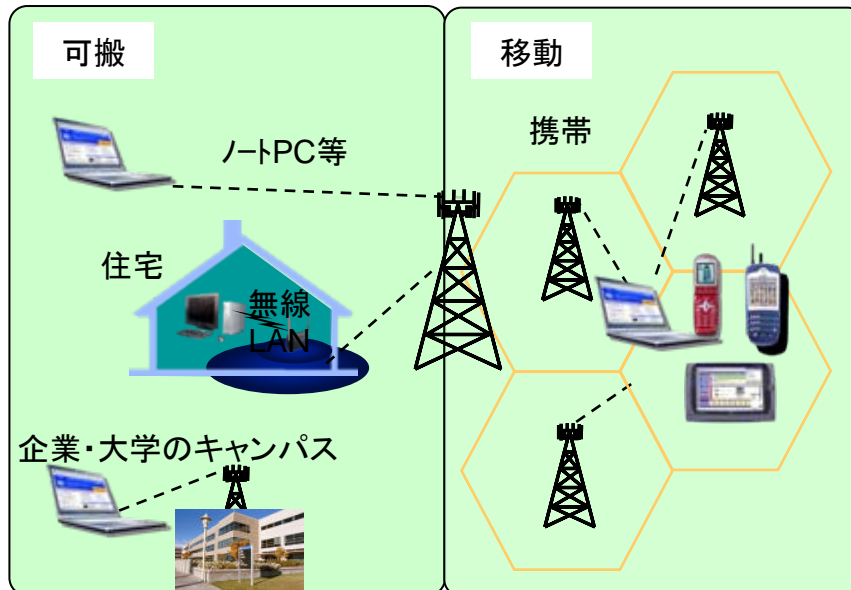 可搬
移動
ノートPC等
携帯
住宅
無線
LAN
企業・大学のキャンパス